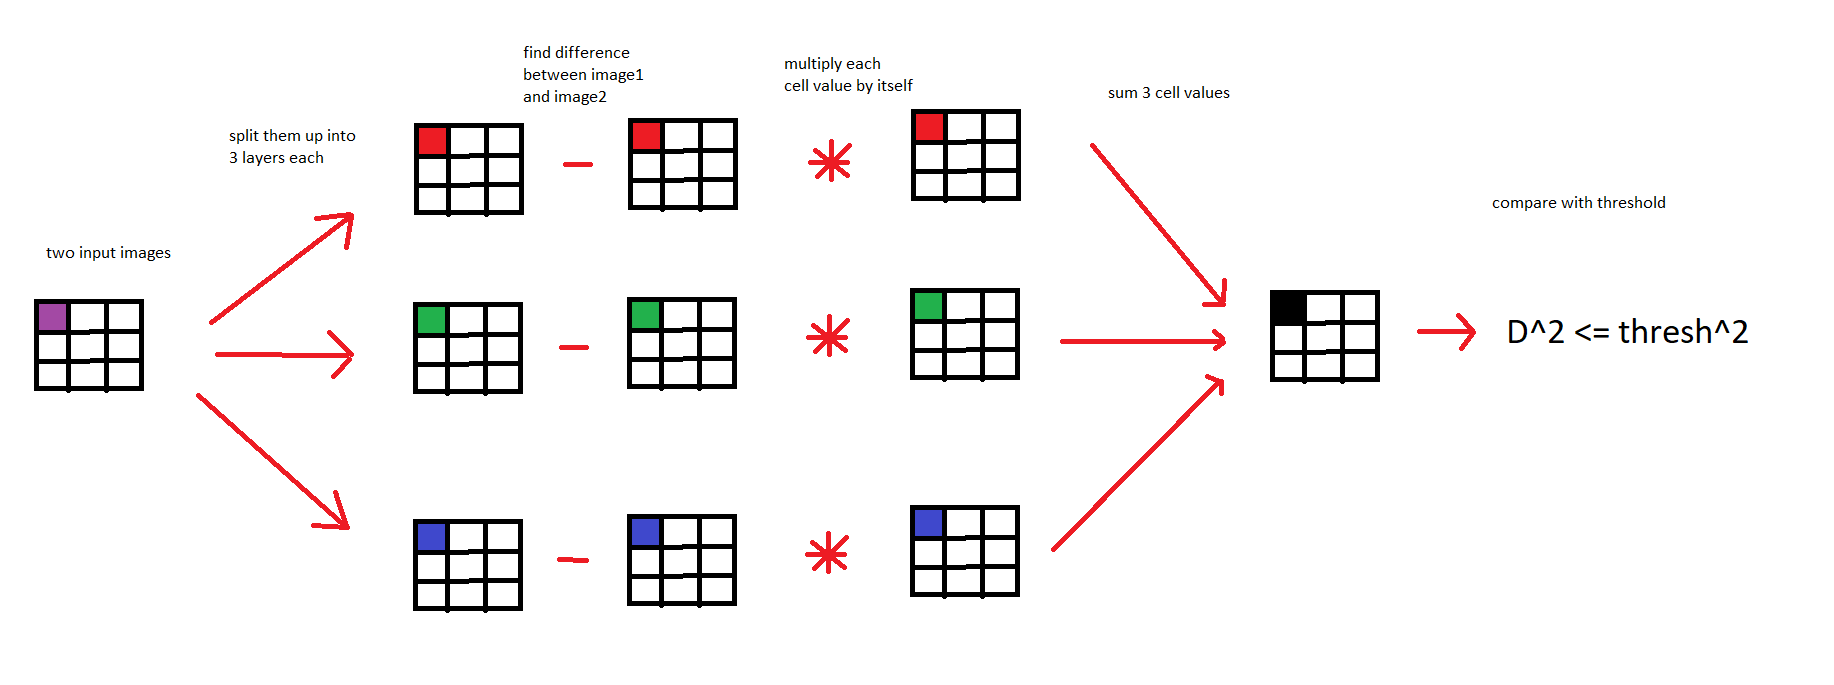 two input images
split them up into
3 layers each
find difference
between image1
and image2
multiply each
cell value by itself
sum 3 cell values
compare with threshold
D^2 <= thresh^2